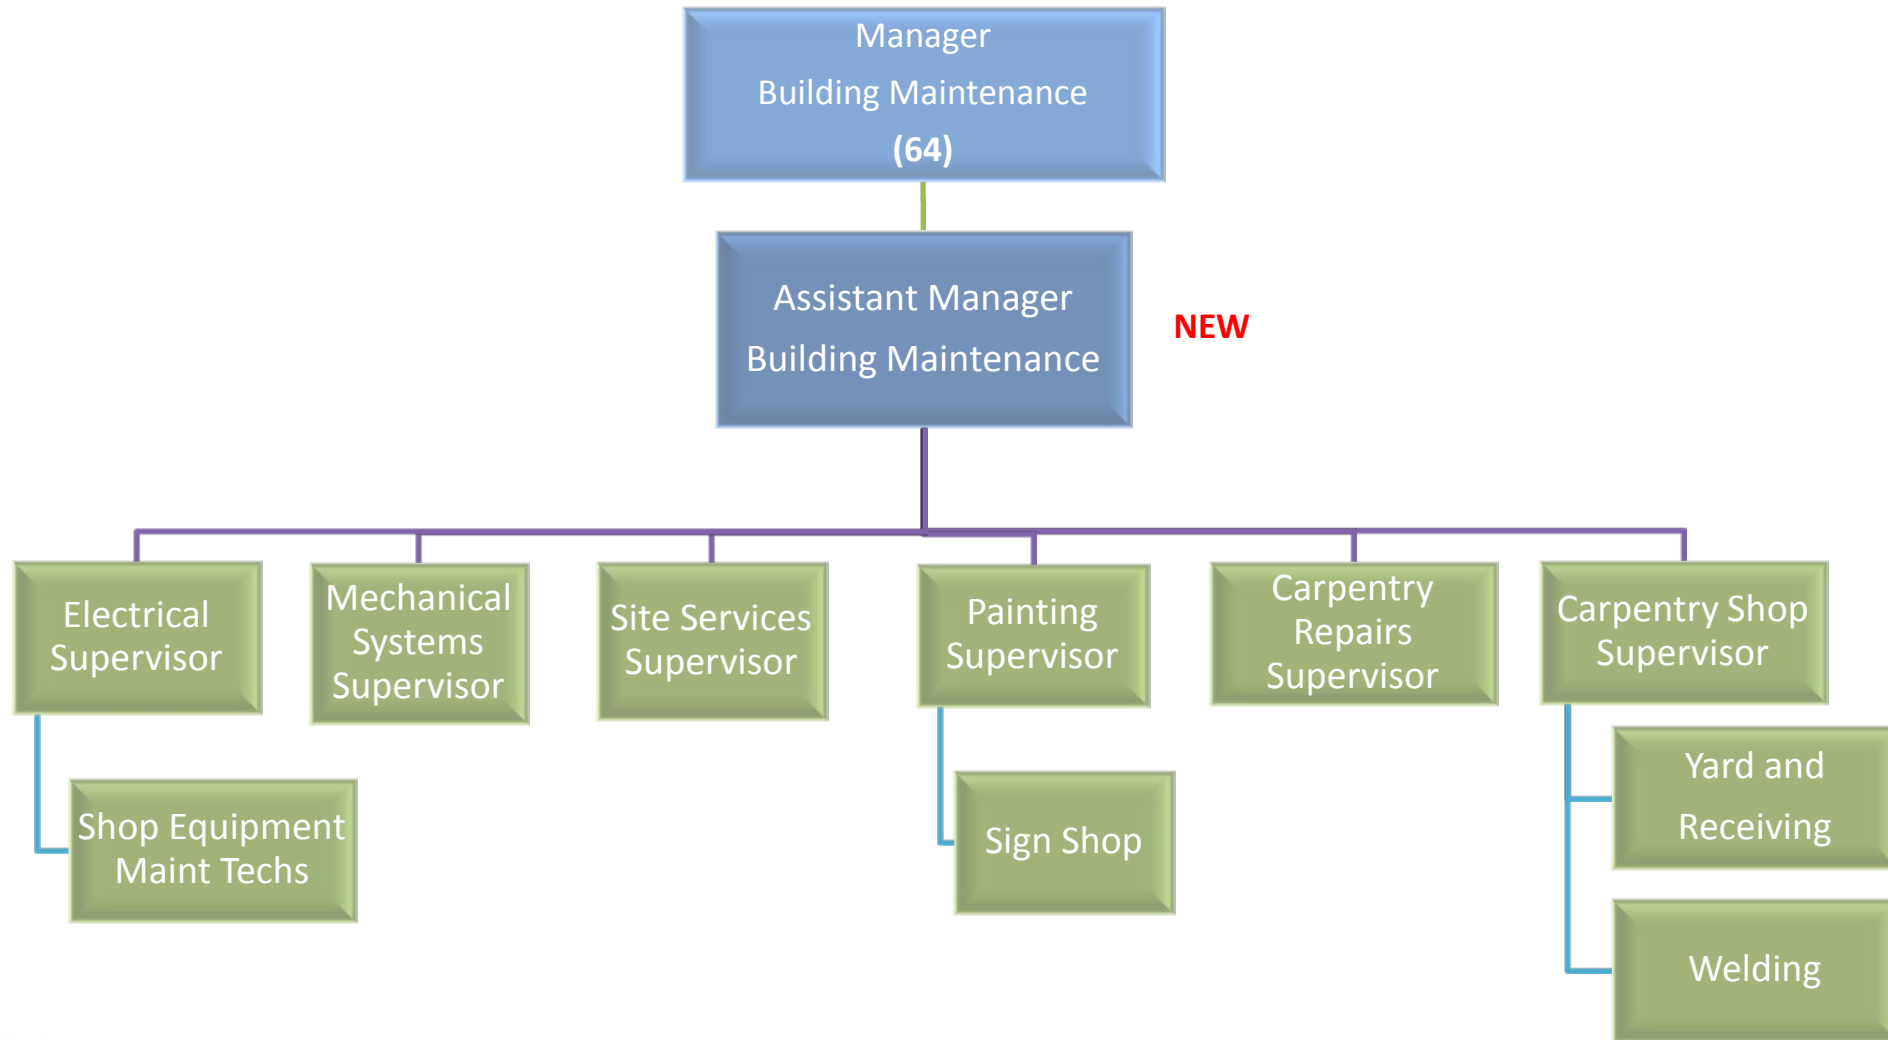 Manager
Building Maintenance
(64)
Assistant Manager
Building Maintenance
NEW
Electrical
Supervisor
Mechanical
Systems
Supervisor
Site Services
Supervisor
Painting
Supervisor
Carpentry
Repairs
Supervisor
Carpentry Shop
Supervisor
Shop Equipment
Maint Techs
Sign Shop
Yard and
Receiving
Welding